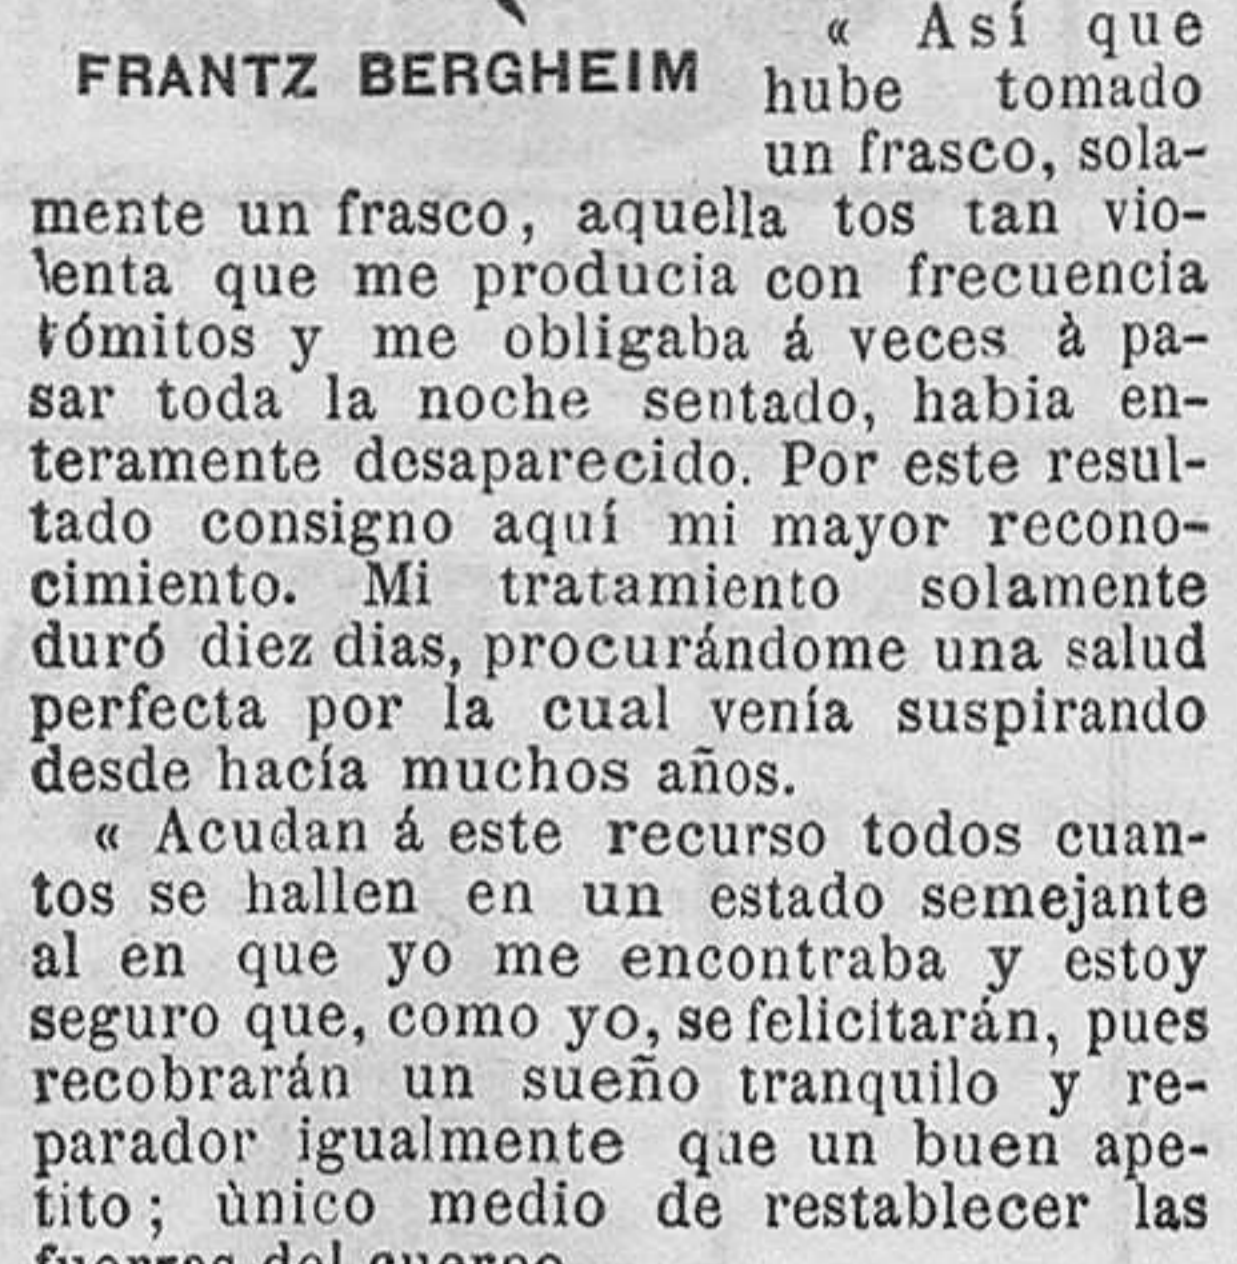 FRANTZ BERGHEIM
« Así que
hube tomado
un frasco, sola-
mente un frasco, aquella tos tan vio-
lenta que me producia con frecuencia
vómitos y me obligaba á veces à pa-
sar toda la noche sentado, habia en-
teramente desaparecido. Por este resul-
tado consigno aquí mi mayor recono-
cimiento. Mi tratamiento solamente
duró diez dias, procurándome una salud
perfecta por la cual venía suspirando
desde hacía muchos años.
« Acudan á este recurso todos cuan-
tos se hallen en un estado semejante
al en que yo me encontraba y estoy
seguro que, como yo, se felicitarán, pues
recobrarán un sueño tranquilo y re-
parador igualmente que un buen ape-
tito; ùnico medio de restablecer las
fuerzas del cuerpo